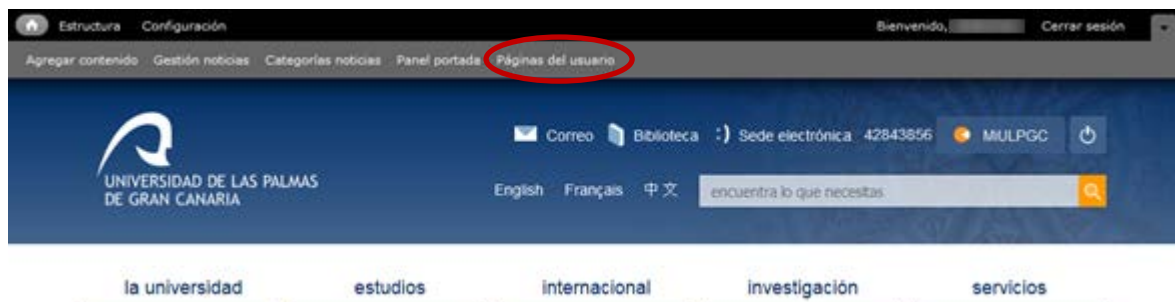 Estructura Configuración Bienvenido, Cerrar sesión
Agregar contenido Gestión noticias Categorías noticias Panel portada Páginas del usuario
Correo Biblioteca :) Sede electrónica 42843856 MiULPGC
UNIVERSIDAD DE LAS PALMAS
DE GRAN CANARIA
English Français 中文 encuentra lo que necesitas
la universidad estudios internacional investigación servicios